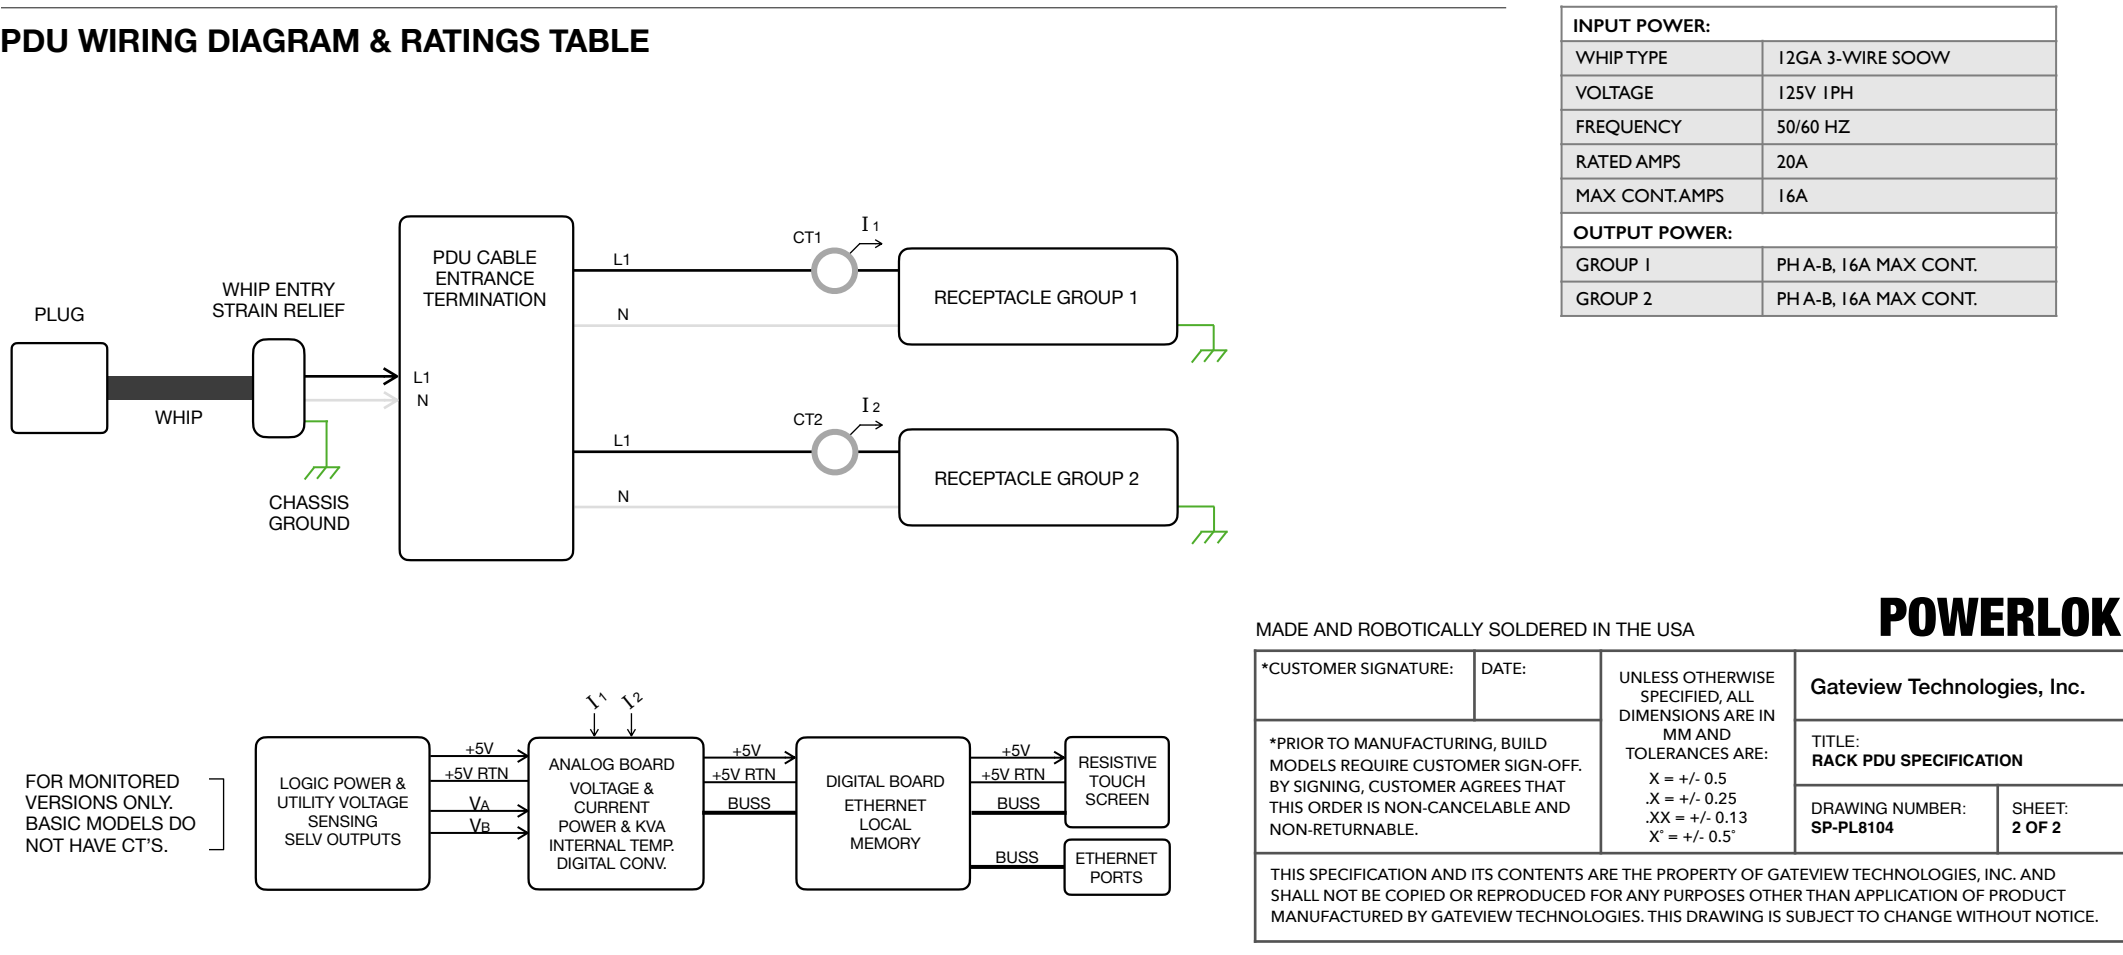 PDU WIRING DIAGRAM & RATINGS TABLE
INPUT POWER:
WHIP TYPE 12GA 3-WIRE SOOW
VOLTAGE 125V 1PH
FREQUENCY 50/60 HZ
RATED AMPS 20A
MAX CONT. AMPS 16A
OUTPUT POWER:
GROUP 1 PH A-B, 16A MAX CONT.
GROUP 2 PH A-B, 16A MAX CONT.
PLUG
WHIP
WHIP ENTRY
STRAIN RELIEF
CHASSIS
GROUND
PDU CABLE
ENTRANCE
TERMINATION
L1
N
L1
N
CT1
I 1
RECEPTACLE GROUP 1
L1
N
CT2
I 2
RECEPTACLE GROUP 2
FOR MONITORED
VERSIONS ONLY.
BASIC MODELS DO
NOT HAVE CT'S.
LOGIC POWER &
UTILITY VOLTAGE
SENSING
SELV OUTPUTS
+5V
+5V RTN
VA
VB
I 1
I 2
ANALOG BOARD
VOLTAGE &
CURRENT
POWER & KVA
INTERNAL TEMP.
DIGITAL CONV.
+5V
+5V RTN
BUSS
DIGITAL BOARD
ETHERNET
LOCAL
MEMORY
+5V
+5V RTN
BUSS
BUSS
RESISTIVE
TOUCH
SCREEN
ETHERNET
PORTS
MADE AND ROBOTICALLY SOLDERED IN THE USA
POWERLOK
*CUSTOMER SIGNATURE:
DATE:
*PRIOR TO MANUFACTURING, BUILD
MODELS REQUIRE CUSTOMER SIGN-OFF.
BY SIGNING, CUSTOMER AGREES THAT
THIS ORDER IS NON-CANCELABLE AND
NON-RETURNABLE.
UNLESS OTHERWISE
SPECIFIED, ALL
DIMENSIONS ARE IN
MM AND
TOLERANCES ARE:
X = +/- 0.5
.X = +/- 0.25
.XX = +/- 0.13
X° = +/- 0.5°
Gateview Technologies, Inc.
TITLE:
RACK PDU SPECIFICATION
DRAWING NUMBER:
SP-PL8104
SHEET:
2 OF 2
THIS SPECIFICATION AND ITS CONTENTS ARE THE PROPERTY OF GATEVIEW TECHNOLOGIES, INC. AND
SHALL NOT BE COPIED OR REPRODUCED FOR ANY PURPOSES OTHER THAN APPLICATION OF PRODUCT
MANUFACTURED BY GATEVIEW TECHNOLOGIES. THIS DRAWING IS SUBJECT TO CHANGE WITHOUT NOTICE.